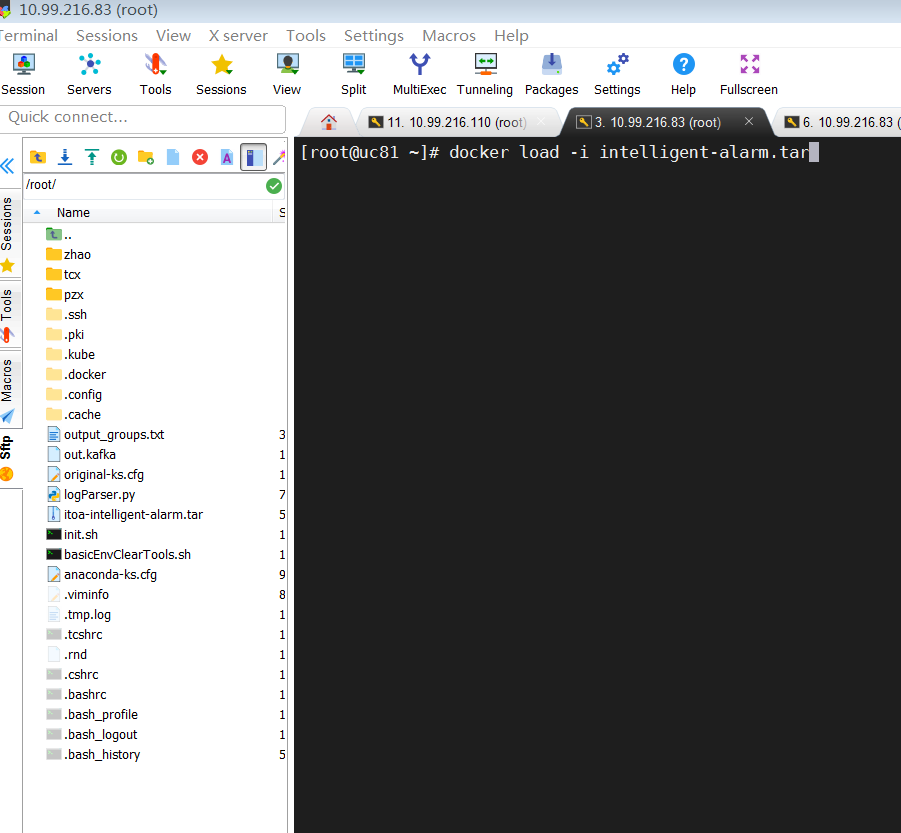 10.99.216.83 (root)
Terminal Sessions View X server Tools Settings Macros Help
Session Servers Tools Sessions View Split MultiExec Tunneling Packages Settings Help Fullscreen
Quick connect...
11. 10.99.216.110 (root)
3. 10.99.216.83 (root)
6. 10.99.216.83 (
[root@uc81 ~]# docker load -i intelligent-alarm.tar
/root/
Name S
..
zhao
tcx
pzx
.ssh
.pki
.kube
.docker
.config
.cache
output_groups.txt 3
out.kafka 1
original-ks.cfg 1
logParser.py 7
itoa-intelligent-alarm.tar 5
init.sh 1
basicEnvClearTools.sh 1
anaconda-ks.cfg 9
.viminfo 8
.tmp.log 1
.tcshrc 1
.rnd 1
.cshrc 1
.bashrc 1
.bash_profile 1
.bash_logout 1
.bash_history 5
Sessions
Tools
Macros
Sftp